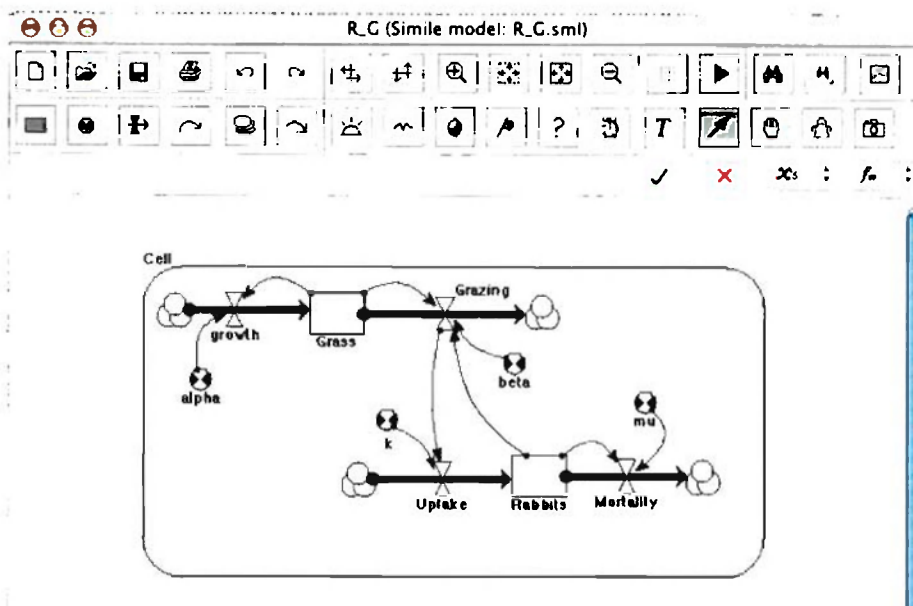 R_G (Simile model: R_G.sml)
?
T
Cell
Grazing
growth
Grass
beta
alpha
mu
k
Uptake
Rabbits
Mortality